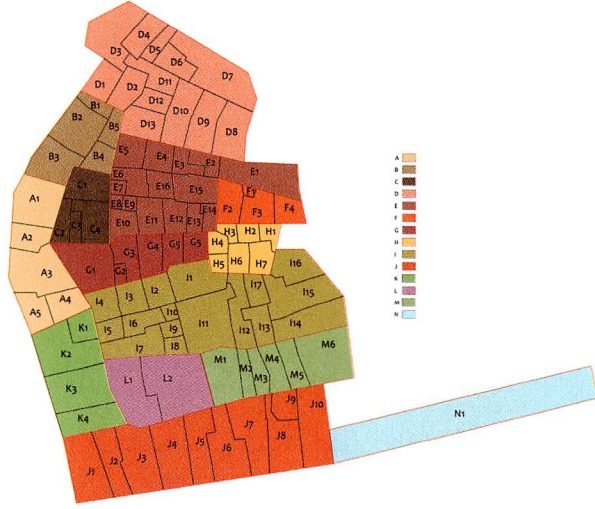 D4
D3
D5
D6
D7
D1
D2
D11
D12
D10
D13
D9
D8
B1
B2
B5
B3
B4
E5
E4
E3
E2
E1
E6
E7
E16
E15
E8
E9
E10
E11
E12
E13
E14
C1
C2
C3
C4
A1
A2
A3
A4
A5
F1
F2
F3
F4
H3
H2
H1
H4
H5
H6
H7
G1
G2
G3
G4
G5
G5
I1
I2
I3
I4
I5
I6
I7
I8
I9
I10
I11
I12
I13
I14
I15
I16
I17
K1
K2
K3
K4
L1
L2
M1
M2
M3
M4
M5
M6
J1
J2
J3
J4
J5
J6
J7
J8
J9
J10
N1
A
B
C
D
E
F
G
H
I
J
K
L
M
N